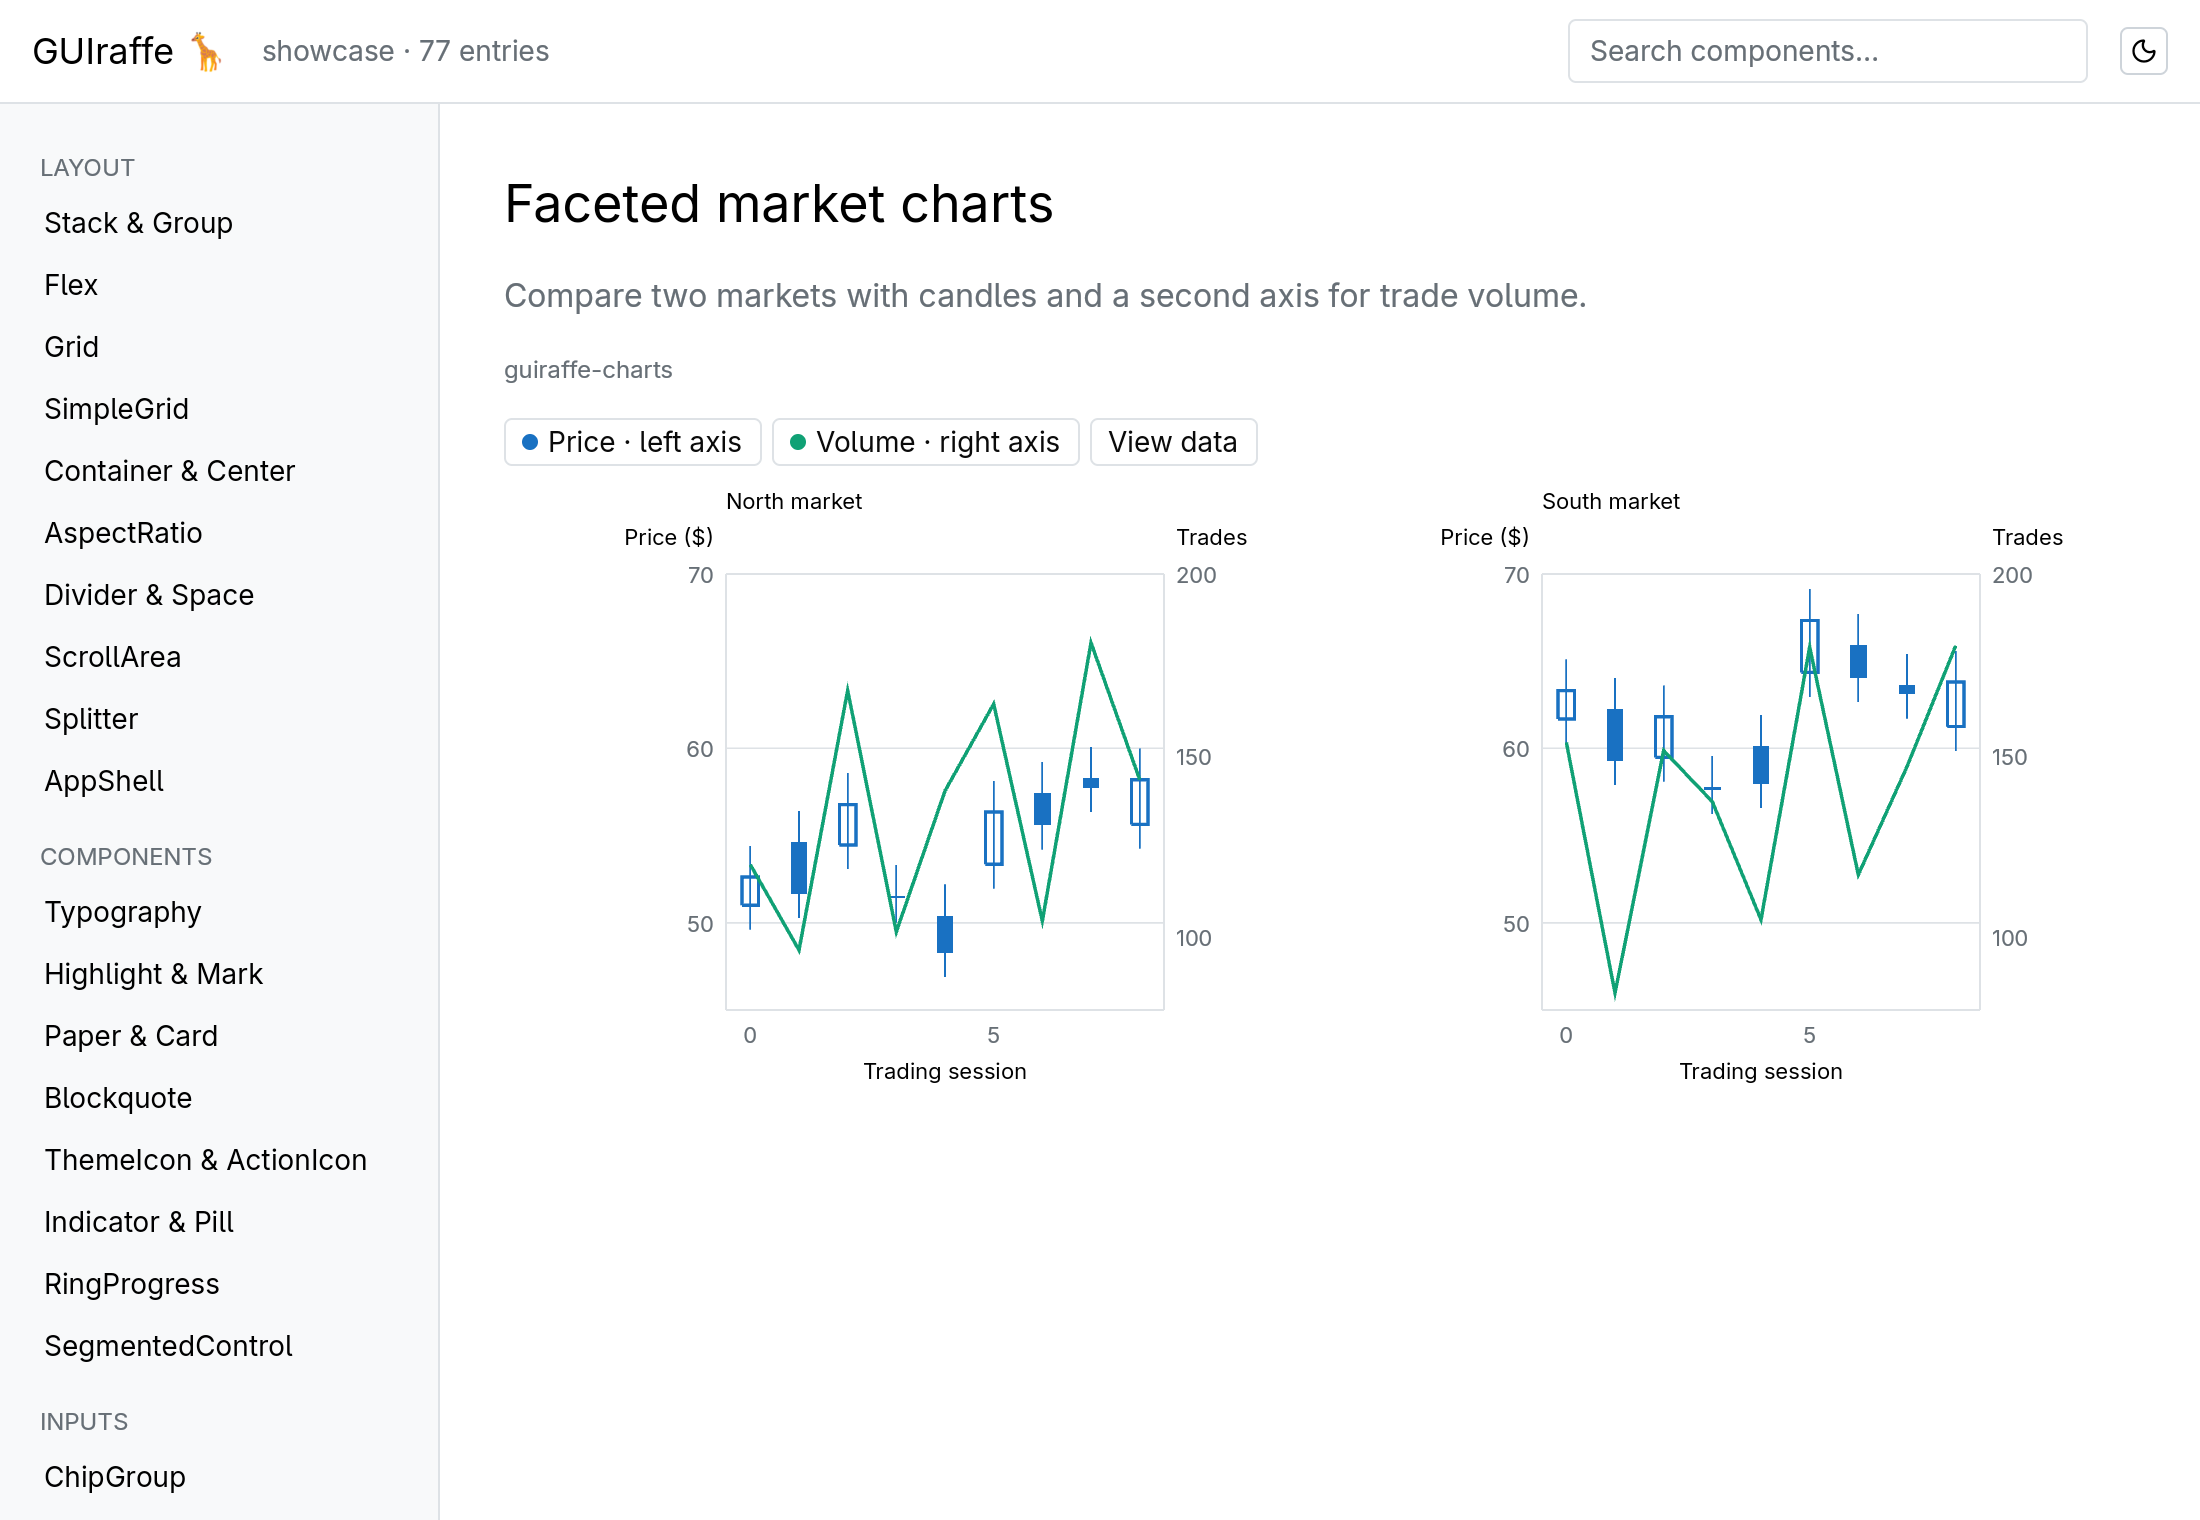 GUIraffe 🦒 showcase · 77 entries
Search components...
LAYOUT
Stack & Group
Flex
Grid
SimpleGrid
Container & Center
AspectRatio
Divider & Space
ScrollArea
Splitter
AppShell
COMPONENTS
Typography
Highlight & Mark
Paper & Card
Blockquote
ThemeIcon & ActionIcon
Indicator & Pill
RingProgress
SegmentedControl
INPUTS
ChipGroup
Faceted market charts
Compare two markets with candles and a second axis for trade volume.
guiraffe-charts
Price · left axis
Volume · right axis
View data
North market
Price ($)
Trades
70
60
50
200
150
100
0
5
Trading session
South market
Price ($)
Trades
70
60
50
200
150
100
0
5
Trading session